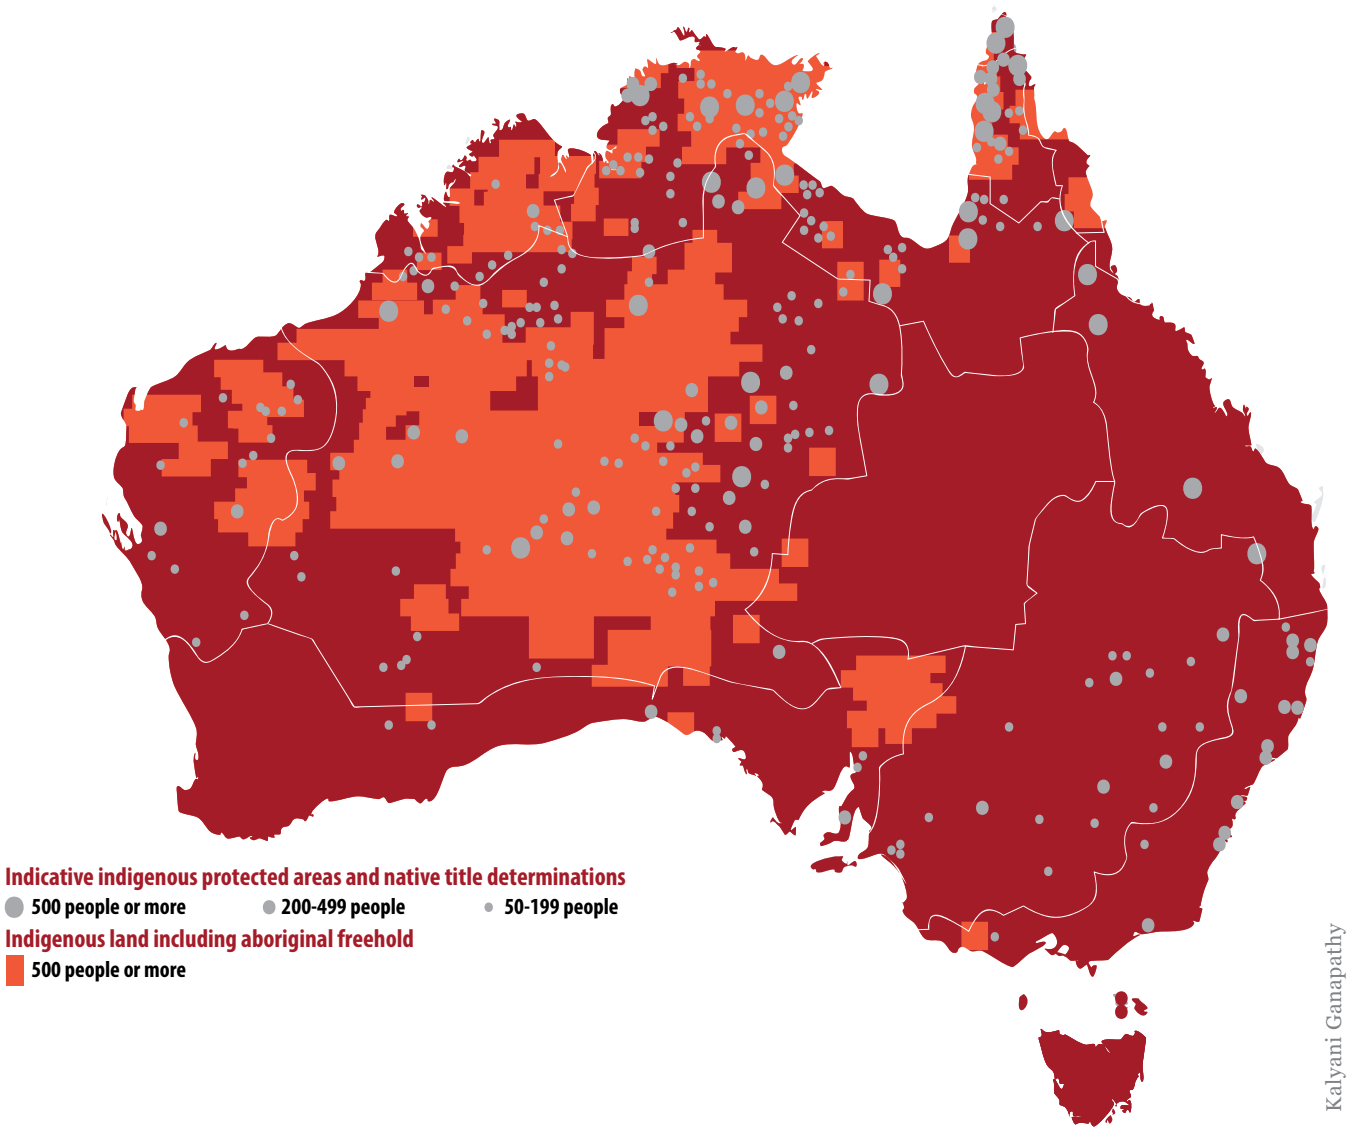 Indicative indigenous protected areas and native title determinations
500 people or more
200-499 people
50-199 people
Indigenous land including aboriginal freehold
500 people or more
Kalyani Ganapathy